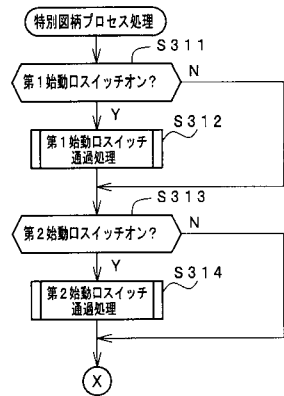 特別図柄プロセス処理
S311
第1始動口スイッチオン?
N
Y
S312
第1始動口スイッチ
通過処理
S313
第2始動口スイッチオン?
N
Y
S314
第2始動口スイッチ
通過処理
X